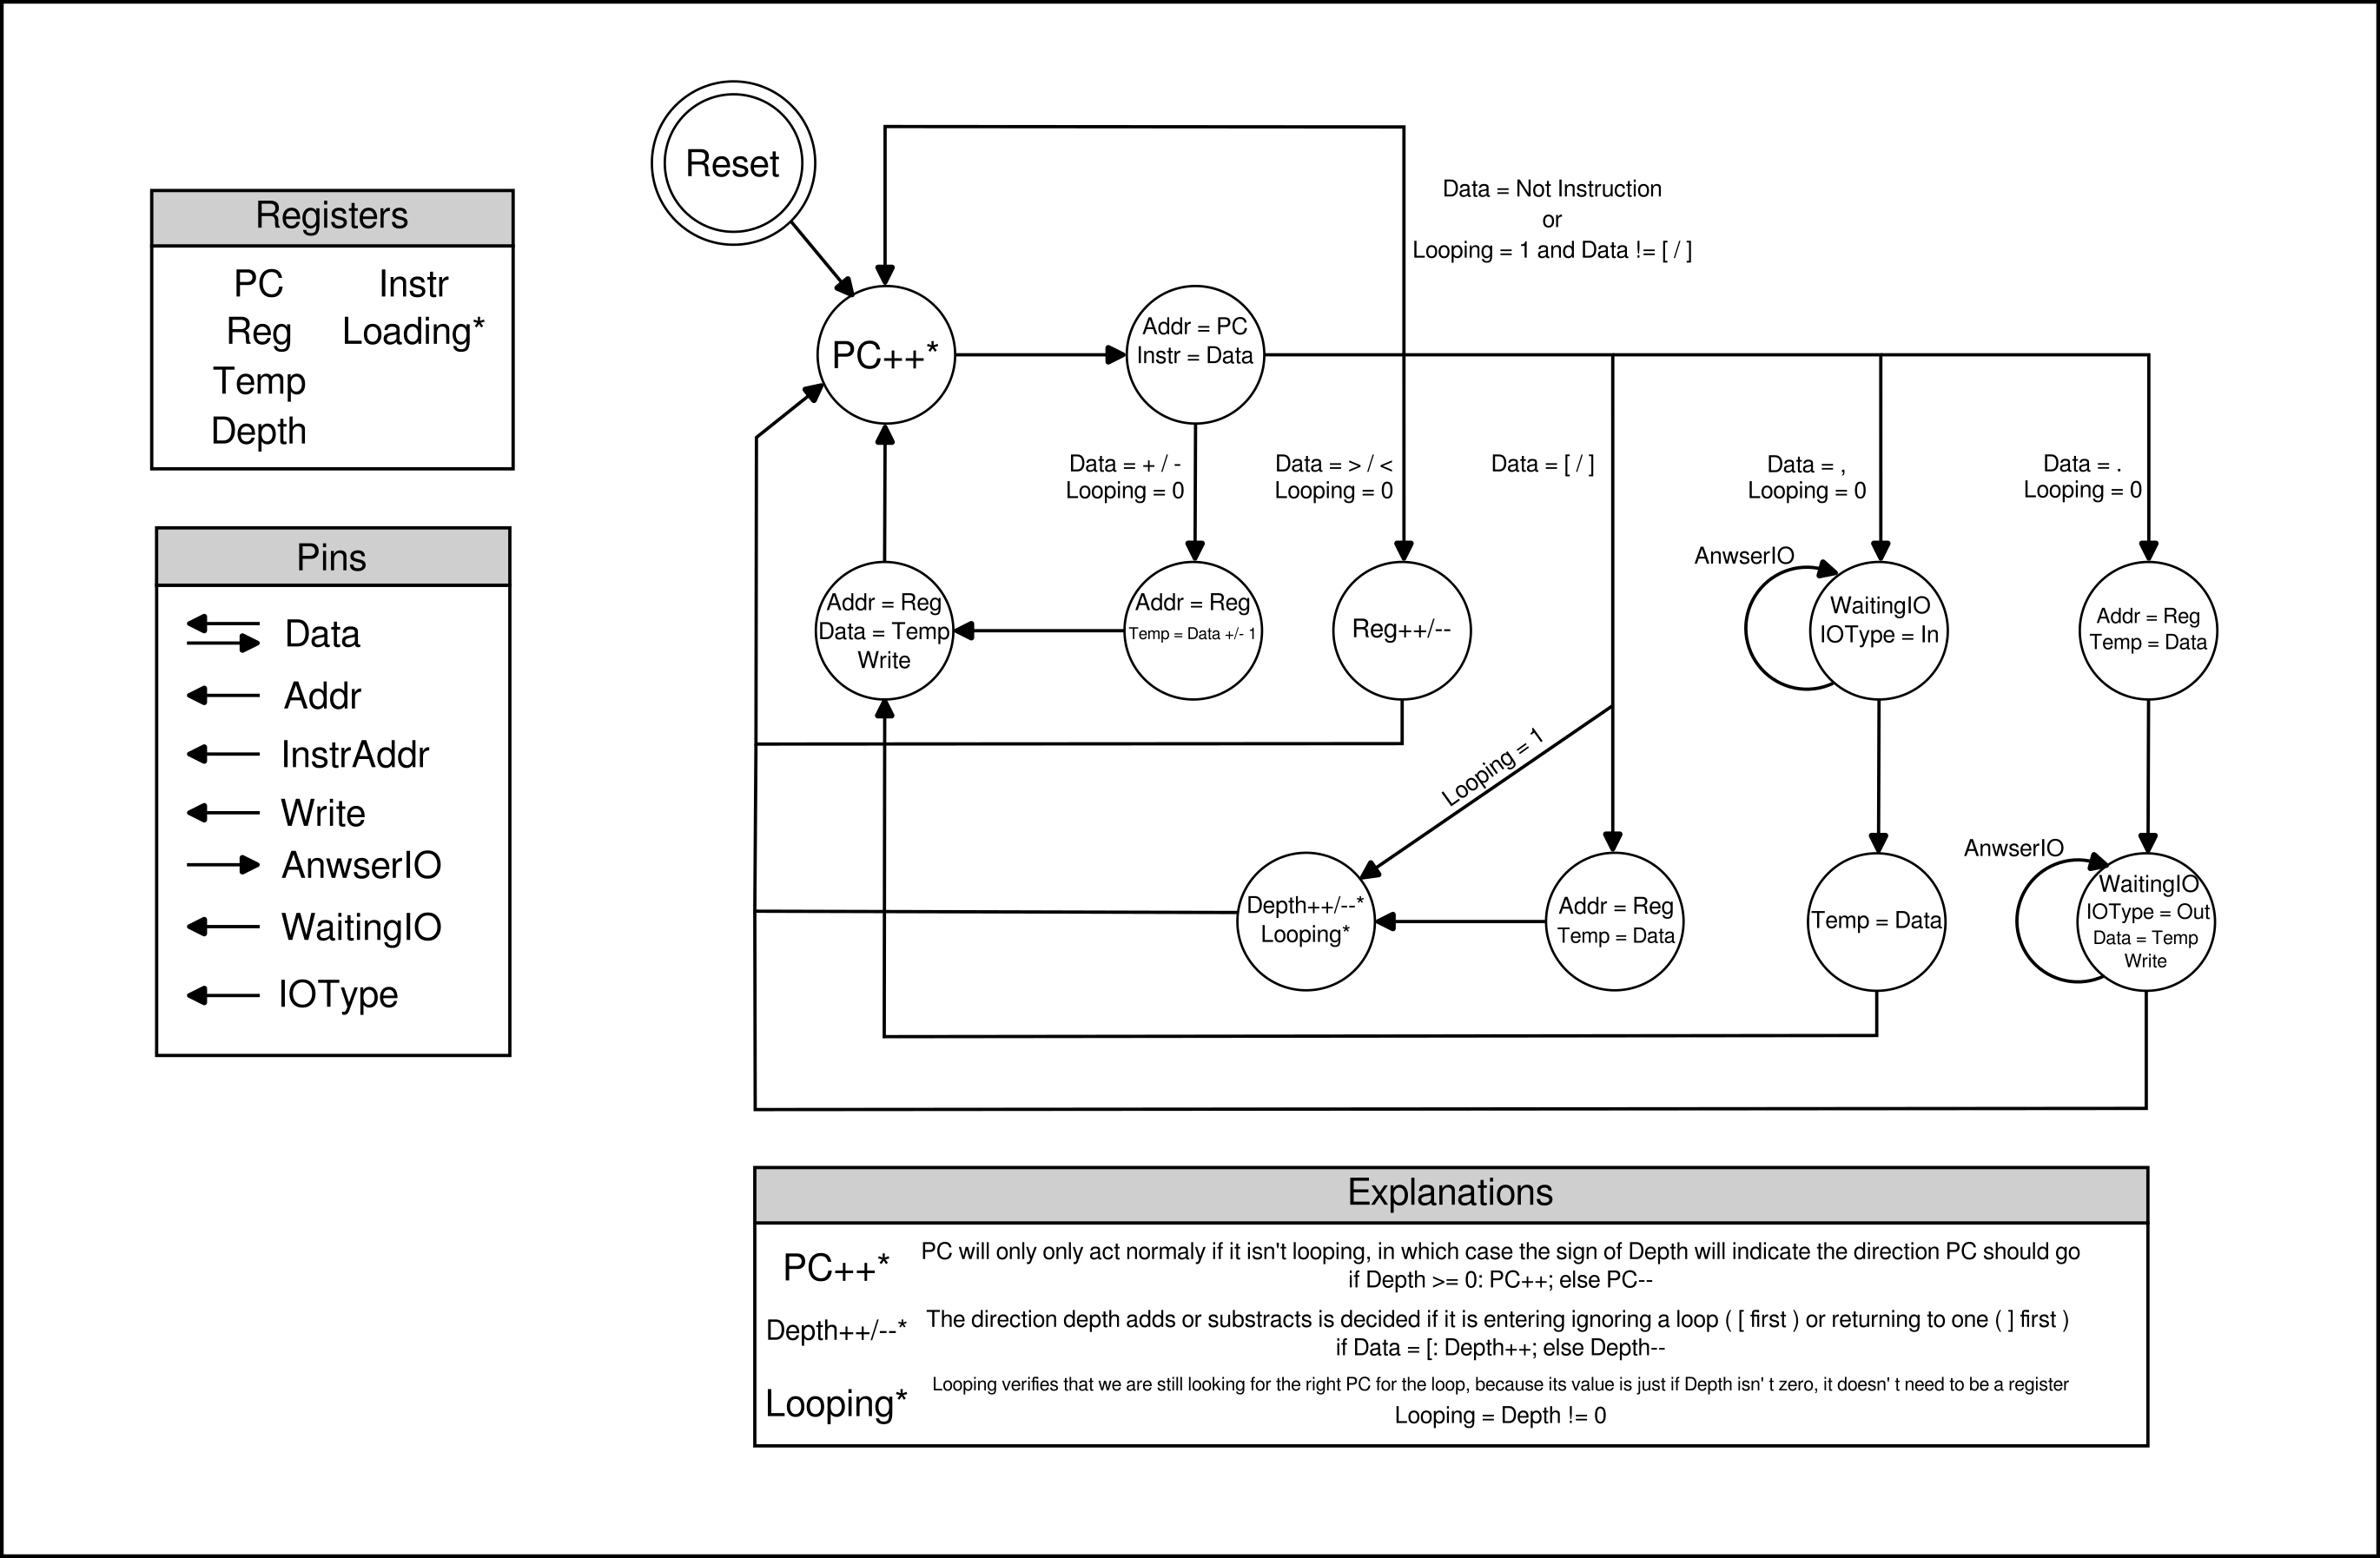 Reset
Registers
PC
Instr
Reg
Loading*
Temp
Depth
Pins
Data
Addr
InstrAddr
Write
AnwserIO
WaitingIO
IOType
Data = Not Instruction
or
Looping = 1 and Data != [ / ]
PC++*
Addr = PC
Instr = Data
Data = + / -
Looping = 0
Data = > / <
Looping = 0
Data = [ / ]
Data = ,
Looping = 0
Data = .
Looping = 0
Addr = Reg
Data = Temp
Write
Addr = Reg
Temp = Data +/- 1
Reg++/--
AnwserIO
WaitingIO
IOType = In
Addr = Reg
Temp = Data
Looping = 1
Depth++/--*
Looping*
Addr = Reg
Temp = Data
Temp = Data
AnwserIO
WaitingIO
IOType = Out
Data = Temp
Write
Explanations
PC++*
PC will only only act normaly if it isn't looping, in which case the sign of Depth will indicate the direction PC should go
if Depth >= 0: PC++; else PC--
Depth++/--*
The direction depth adds or substracts is decided if it is entering ignoring a loop ( [ first ) or returning to one ( ] first )
if Data = [: Depth++; else Depth--
Looping*
Looping verifies that we are still looking for the right PC for the loop, because its value is just if Depth isn' t zero, it doesn' t need to be a register
Looping = Depth != 0